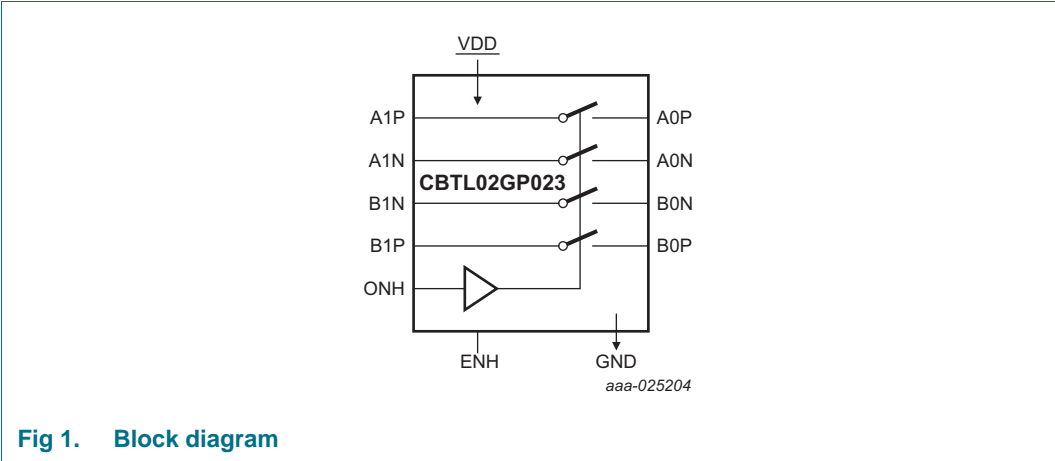 VDD
A1P
A0P
A1N
A0N
CBTL02GP023
B1N
B0N
B1P
B0P
ONH
ENH
GND
aaa-025204
Fig 1. Block diagram